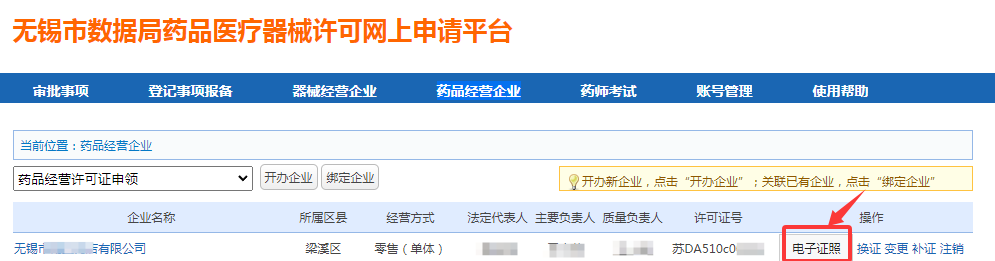 无锡市数据局药品医疗器械许可网上申请平台
审批事项 登记事项报备 器械经营企业 药品经营企业 药师考试 账号管理 使用帮助
当前位置：药品经营企业
药品经营许可证申领 开办企业 绑定企业 开办新企业，点击“开办企业”；关联已有企业，点击“绑定企业”
企业名称 所属区县 经营方式 法定代表人 主要负责人 质量负责人 许可证号 操作
无锡 店有限公司 梁溪区 零售（单体） 苏DA510c0 电子证照 换证 变更 补证 注销